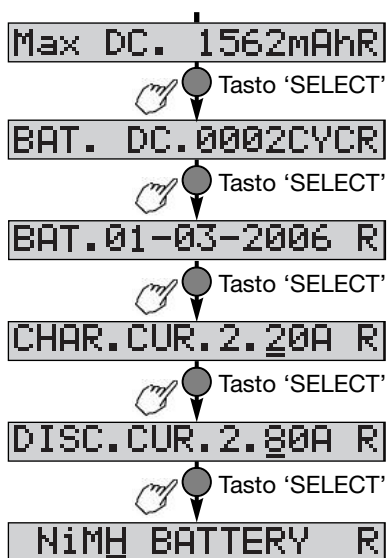 Max DC. 1562mAhR
Tasto ‘SELECT’
BAT. DC.0002CYCR
Tasto ‘SELECT’
BAT.01-03-2006 R
Tasto ‘SELECT’
CHAR.CUR.2.20A R
Tasto ‘SELECT’
DISC.CUR.2.80A R
Tasto ‘SELECT’
NiMH BATTERY R